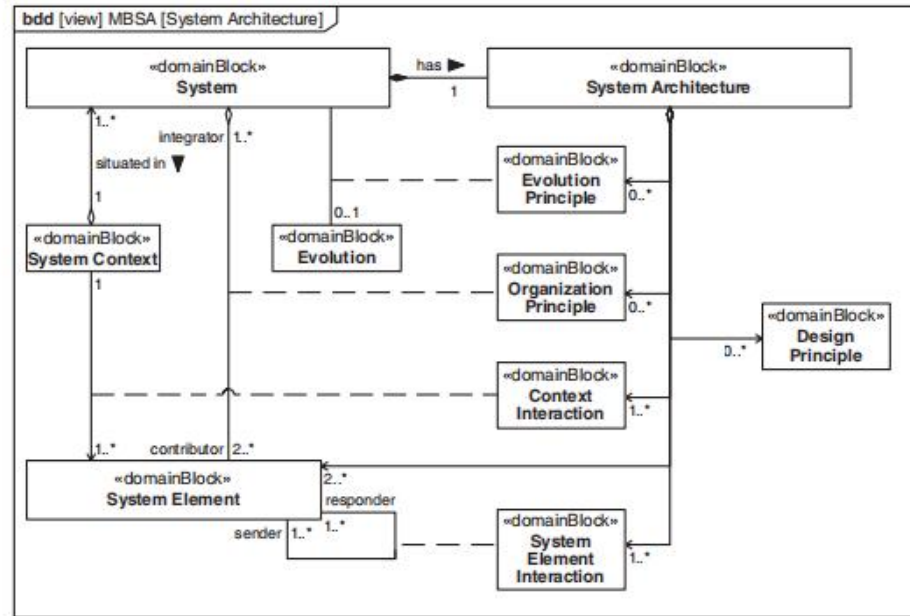 bdd [view] MBSA [System Architecture]
«domainBlock»
System
has ►
1
«domainBlock»
System Architecture
1..*
integrator
1..*
situated in ▼
«domainBlock»
Evolution
Principle
0..*
1
0..1
«domainBlock»
System Context
«domainBlock»
Evolution
1
«domainBlock»
Organization
Principle
0..*
«domainBlock»
Design
Principle
0..*
«domainBlock»
Context
Interaction
1..*
1..*
contributor
2..*
«domainBlock»
System Element
2..*
responder
sender
1..*
1..*
«domainBlock»
System
Element
Interaction
1..*